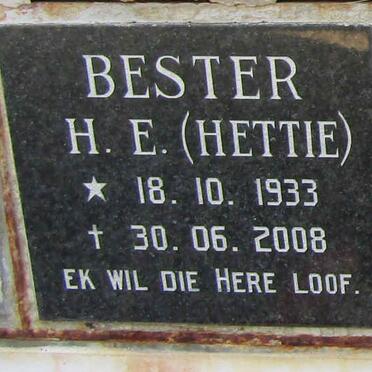 BESTER
H. E. (HETTIE)
★ 18. 10. 1933
† 30. 06. 2008
EK WIL DIE HERE LOOF.